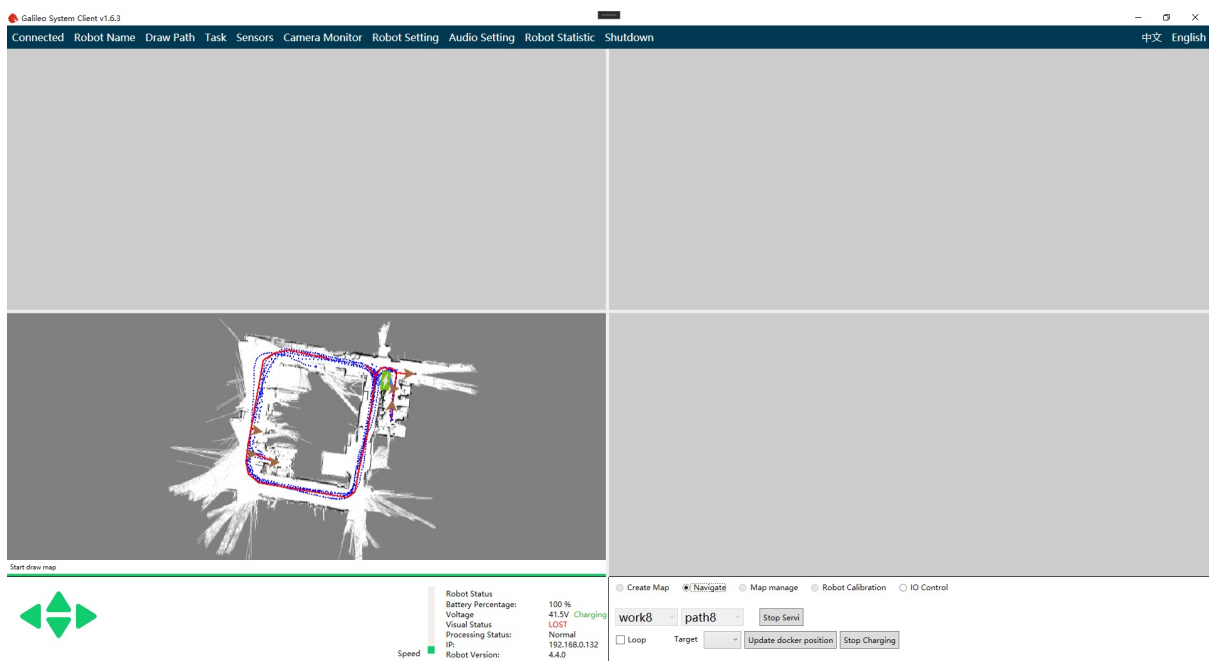 Galileo System Client v1.6.3
Connected Robot Name Draw Path Task Sensors Camera Monitor Robot Setting Audio Setting Robot Statistic Shutdown 中文 English
Start draw map
Speed
Robot Status
Battery Percentage: 100 %
Voltage 41.5V Charging
Visual Status LOST
Processing Status: Normal
IP: 192.168.0.132
Robot Version: 4.4.0
Create Map Navigate Map manage Robot Calibration IO Control
work8 path8 Stop Servi
Loop Target Update docker position Stop Charging